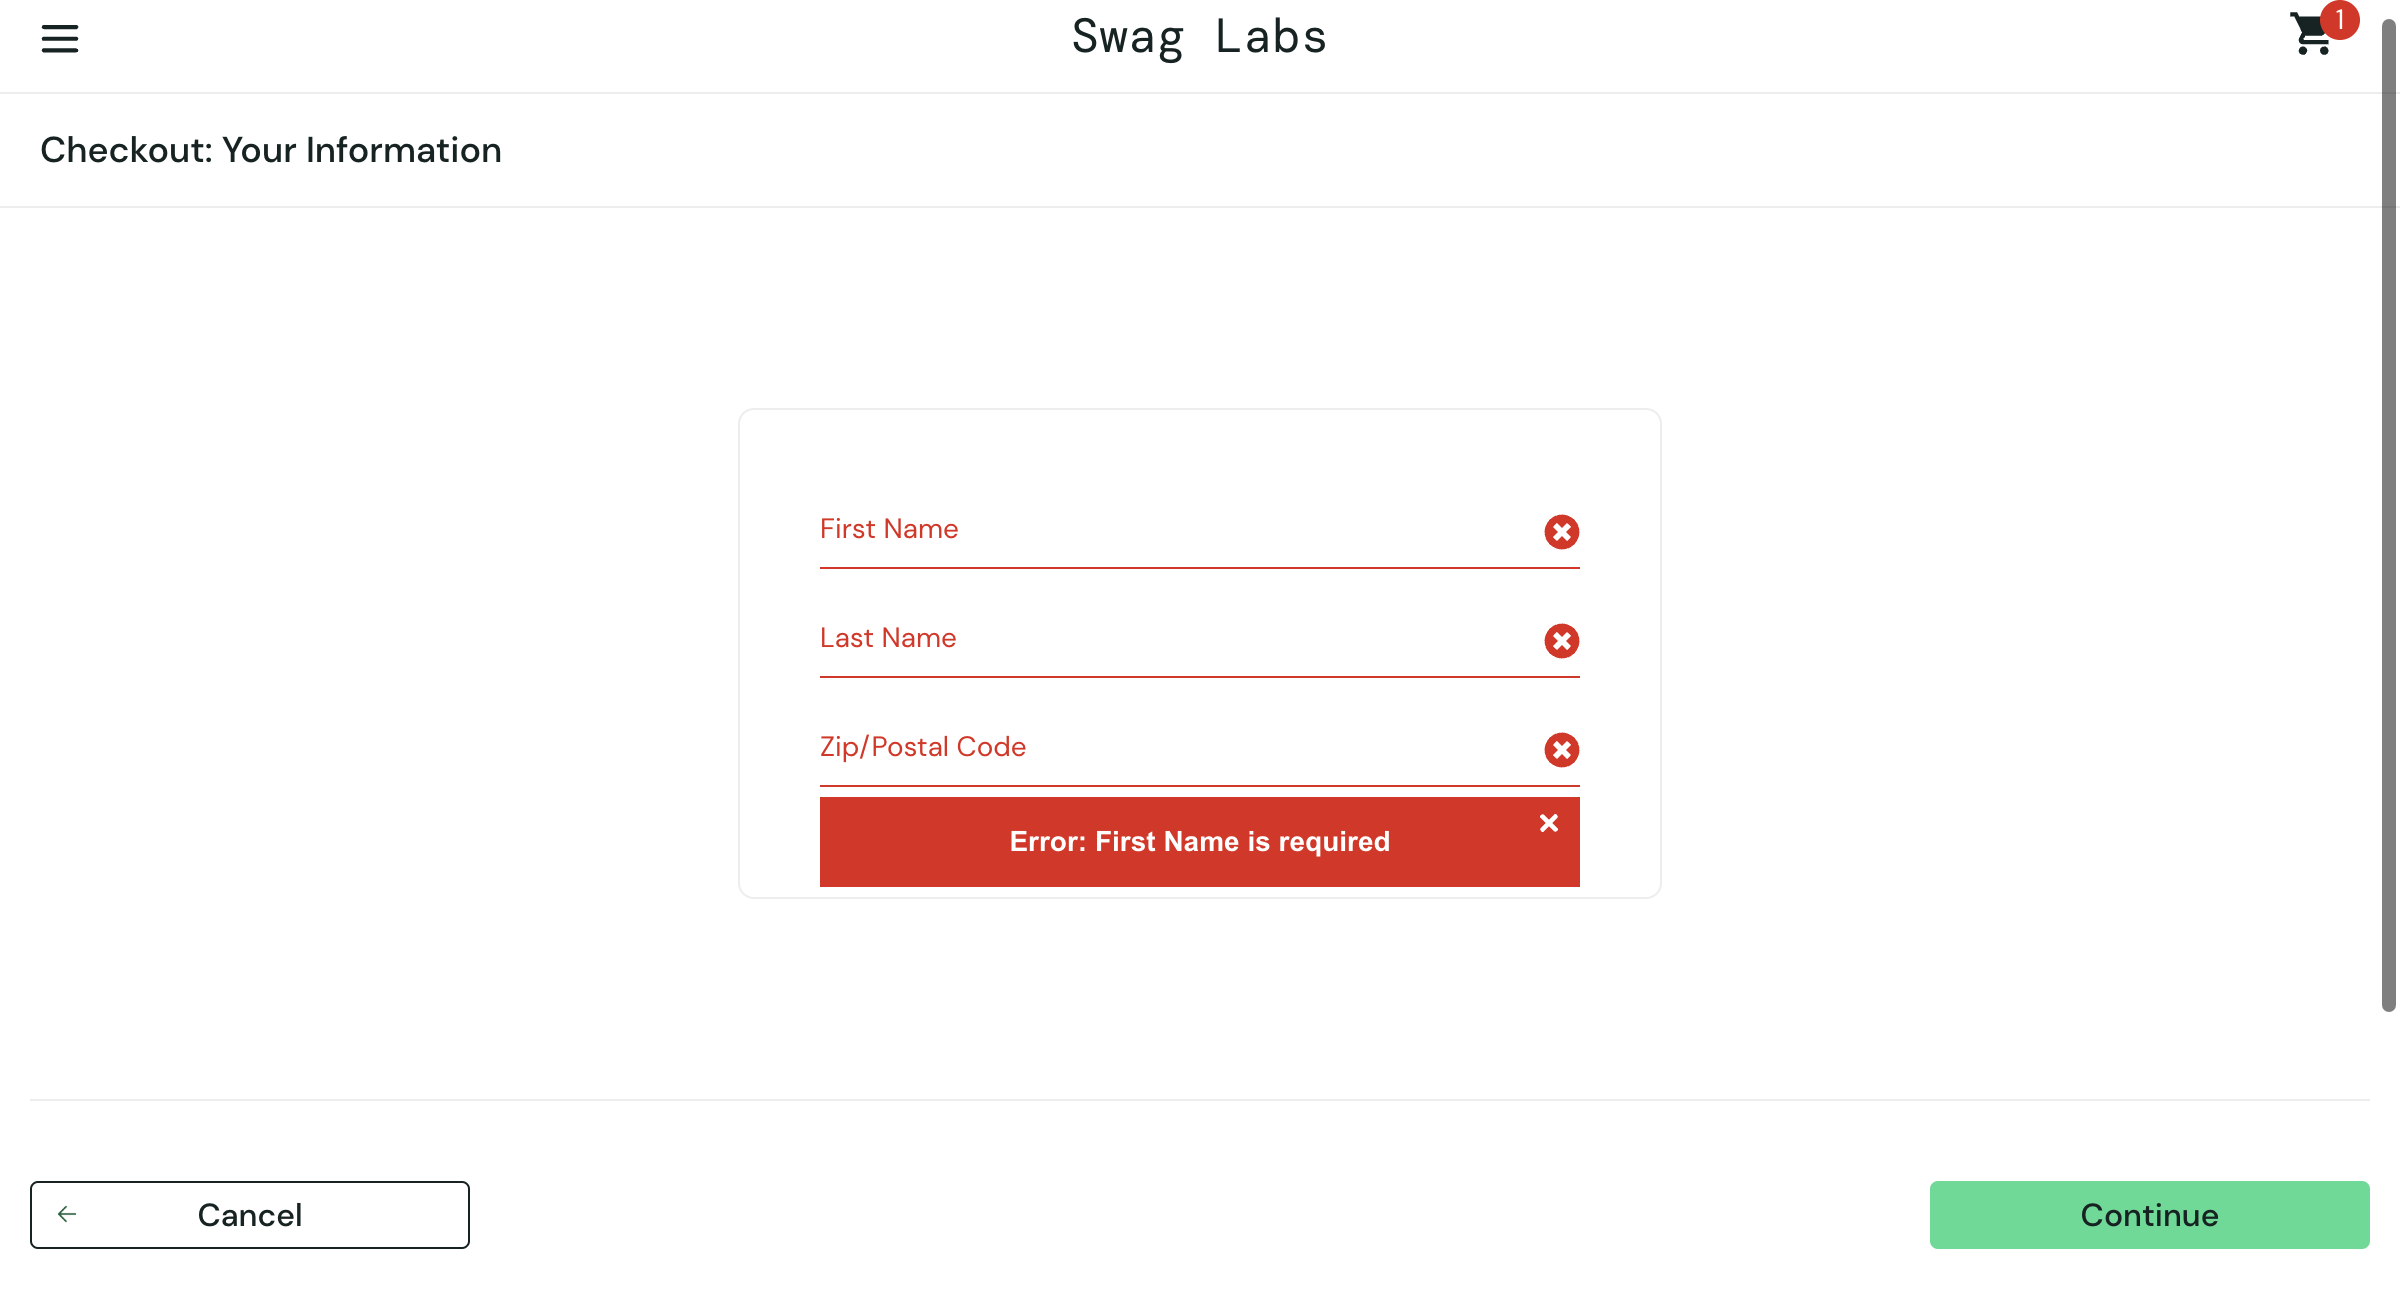 Swag Labs
1
Checkout: Your Information
First Name
Last Name
Zip/Postal Code
Error: First Name is required
Cancel
Continue